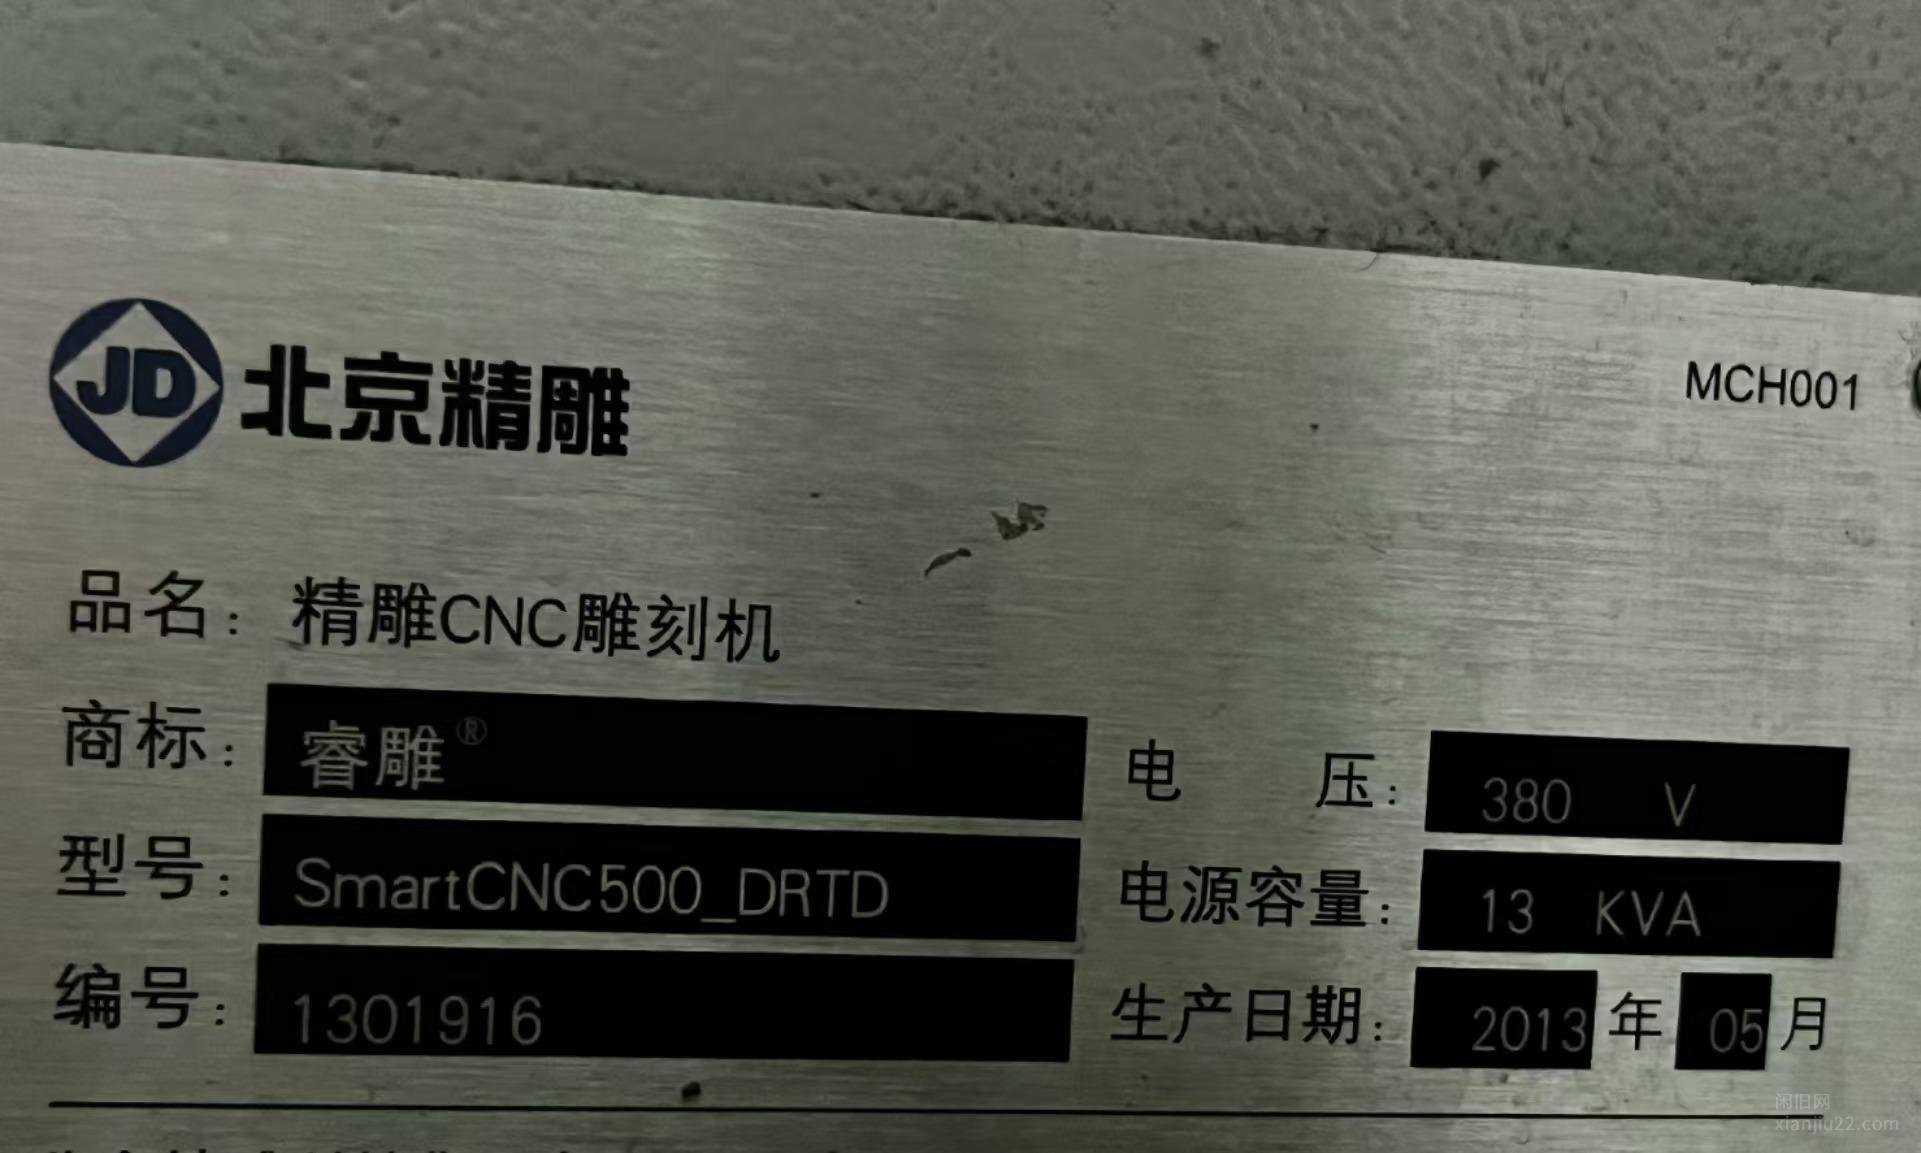 JD 北京精雕
MCH001
品名：精雕CNC雕刻机
商标：睿雕®
电压：380 V
型号：SmartCNC500_DRTD
电源容量：13 KVA
编号：1301916
生产日期：2013年05月
闲旧网
xianjiu22.com